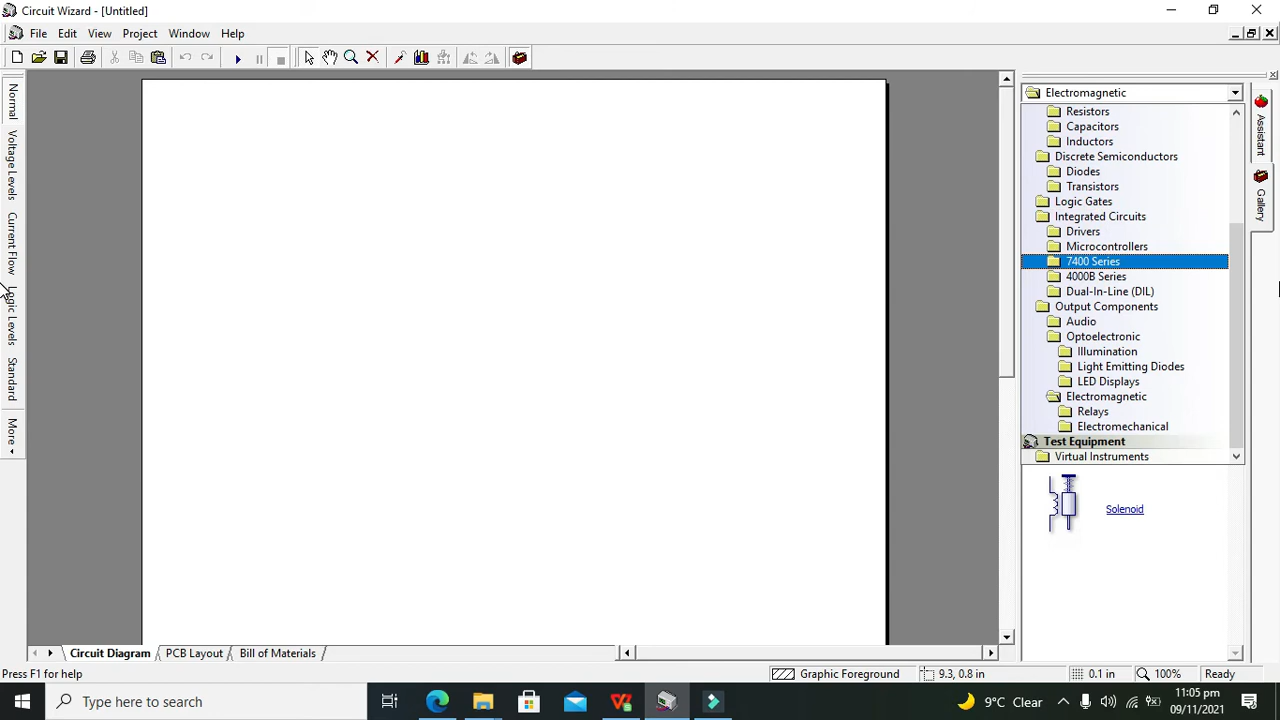 Circuit Wizard - [Untitled]
File Edit View Project Window Help
Normal
Voltage Levels
Current Flow
Logic Levels
Standard
More
Electromagnetic
Resistors
Capacitors
Inductors
Discrete Semiconductors
Diodes
Transistors
Logic Gates
Integrated Circuits
Drivers
Microcontrollers
7400 Series
4000B Series
Dual-In-Line (DIL)
Output Components
Audio
Optoelectronic
Illumination
Light Emitting Diodes
LED Displays
Electromagnetic
Relays
Electromechanical
Test Equipment
Virtual Instruments
Solenoid
Assistant
Gallery
Circuit Diagram PCB Layout Bill of Materials
Press F1 for help Graphic Foreground 9.3, 0.8 in 0.1 in 100% Ready
Type here to search 9°C Clear 11:05 pm
09/11/2021